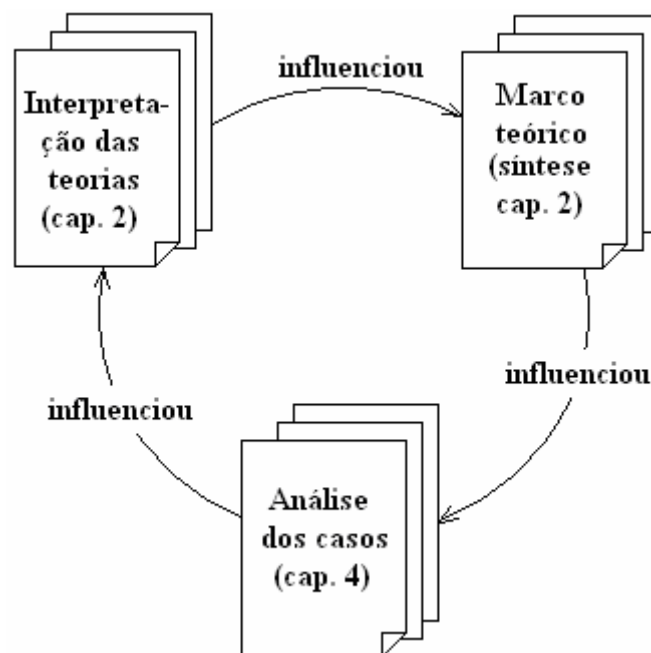 influenciou
Interpreta-
ção das
teorias
(cap. 2)
Marco
teórico
(síntese
cap. 2)
influenciou
influenciou
Análise
dos casos
(cap. 4)